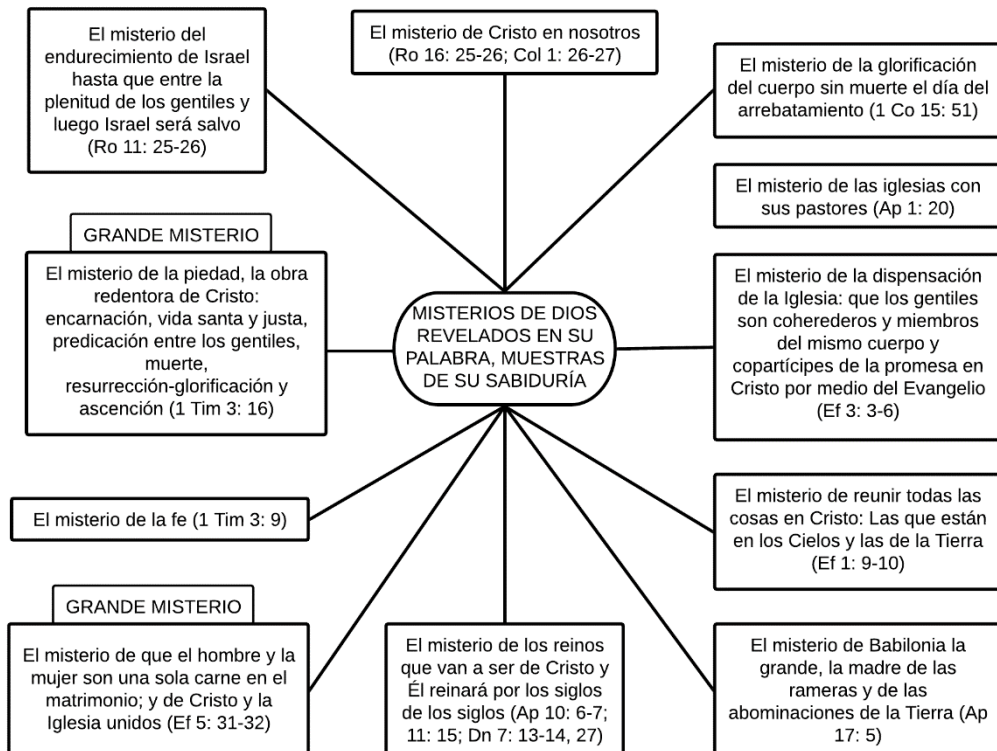 El misterio del
endurecimiento de Israel
hasta que entre la
plenitud de los gentiles y
luego Israel será salvo
(Ro 11: 25-26)
El misterio de Cristo en nosotros
(Ro 16: 25-26; Col 1: 26-27)
El misterio de la glorificación
del cuerpo sin muerte el día del
arrebatamiento (1 Co 15: 51)
El misterio de las iglesias con
sus pastores (Ap 1: 20)
GRANDE MISTERIO
El misterio de la piedad, la obra
redentora de Cristo:
encarnación, vida santa y justa,
predicación entre los gentiles,
muerte,
resurrección-glorificación y
ascención (1 Tim 3: 16)
MISTERIOS DE DIOS
REVELADOS EN SU
PALABRA, MUESTRAS
DE SU SABIDURÍA
El misterio de la dispensación
de la Iglesia: que los gentiles
son coherederos y miembros
del mismo cuerpo y
copartícipes de la promesa en
Cristo por medio del Evangelio
(Ef 3: 3-6)
El misterio de la fe (1 Tim 3: 9)
El misterio de reunir todas las
cosas en Cristo: Las que están
en los Cielos y las de la Tierra
(Ef 1: 9-10)
GRANDE MISTERIO
El misterio de que el hombre y la
mujer son una sola carne en el
matrimonio; y de Cristo y la
Iglesia unidos (Ef 5: 31-32)
El misterio de los reinos
que van a ser de Cristo y
Él reinará por los siglos
de los siglos (Ap 10: 6-7;
11: 15; Dn 7: 13-14, 27)
El misterio de Babilonia la
grande, la madre de las
rameras y de las
abominaciones de la Tierra (Ap
17: 5)